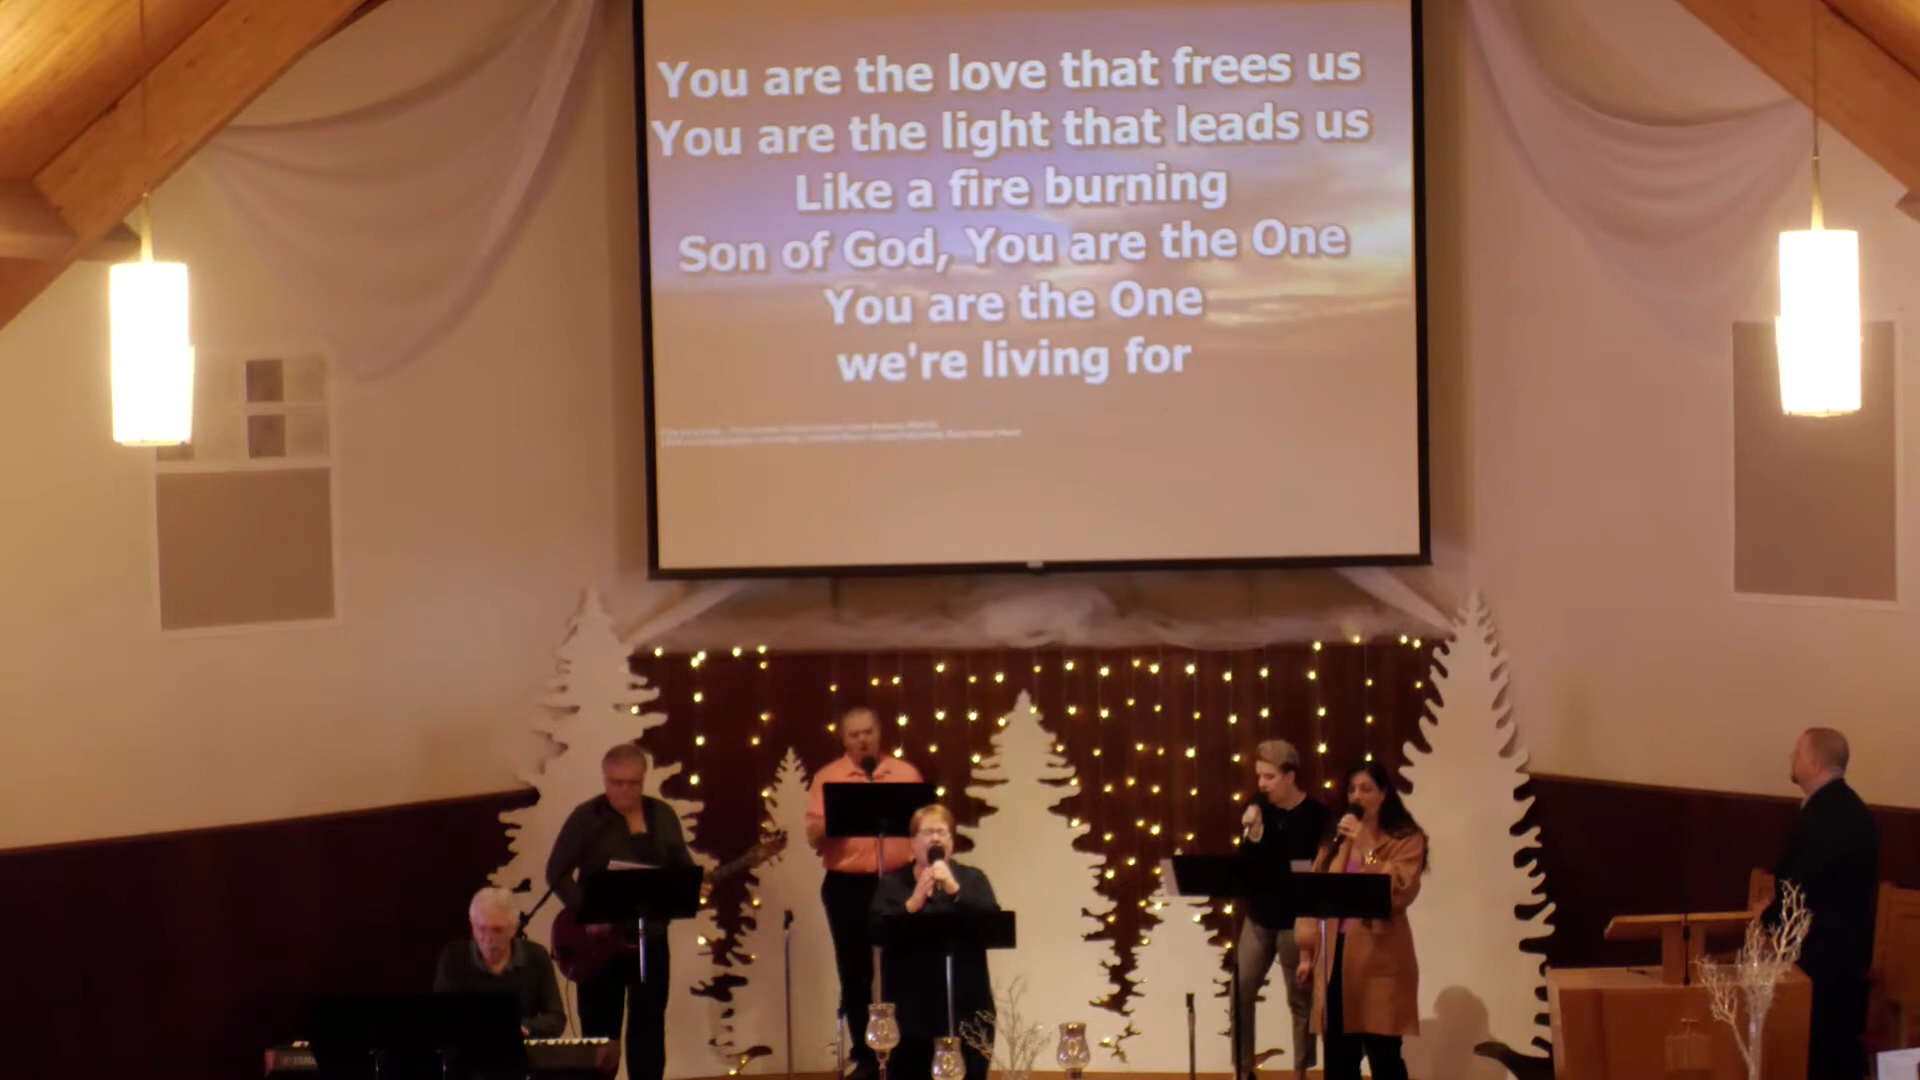 You are the love that frees us
You are the light that leads us
Like a fire burning
Son of God, You are the One
You are the One
we're living for